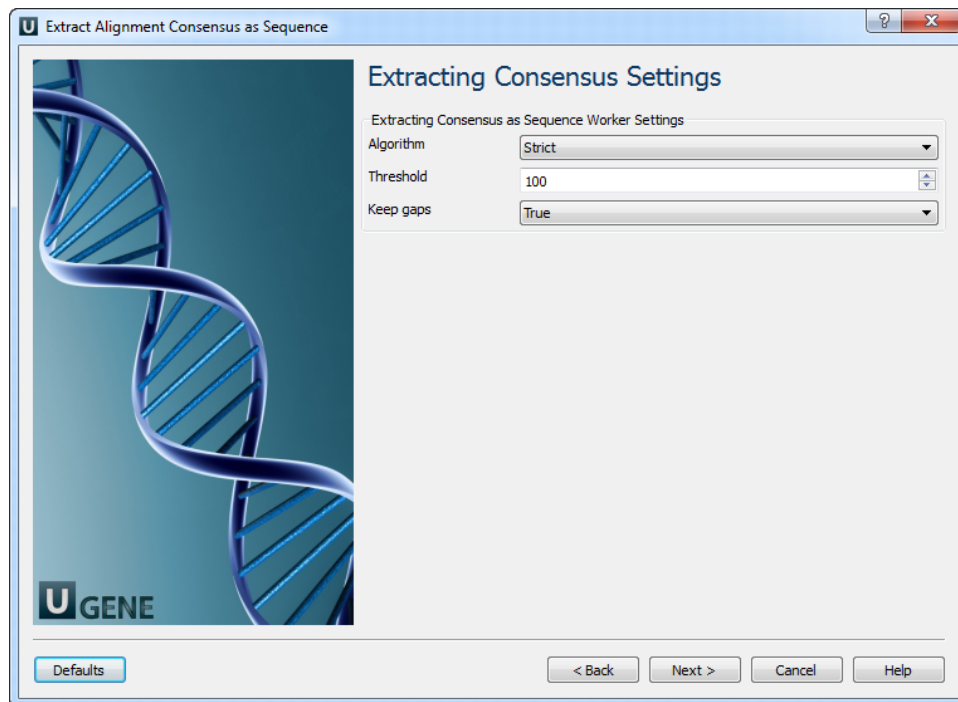 U Extract Alignment Consensus as Sequence ? x
Extracting Consensus Settings
Extracting Consensus as Sequence Worker Settings
Algorithm Strict
Threshold 100
Keep gaps True
U GENE
Defaults < Back Next > Cancel Help